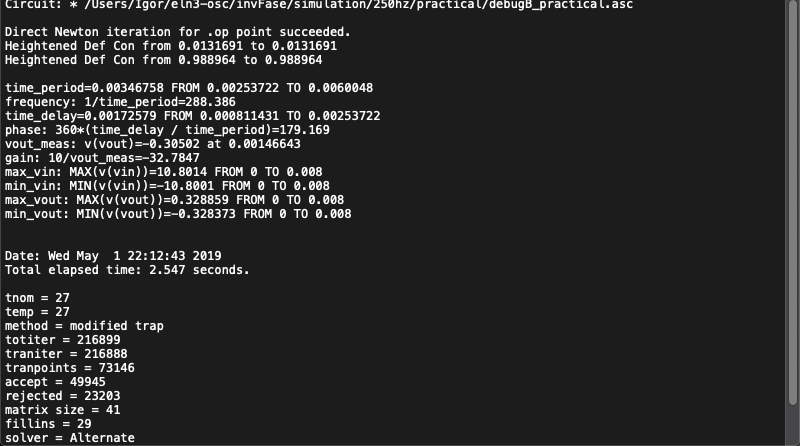 Circuit: * /Users/Igor/eln3-osc/invFase/simulation/250hz/practical/debugB_practical.asc
Direct Newton iteration for .op point succeeded.
Heightened Def Con from 0.0131691 to 0.0131691
Heightened Def Con from 0.988964 to 0.988964
time_period=0.00346758 FROM 0.00253722 TO 0.0060048
frequency: 1/time_period=288.386
time_delay=0.00172579 FROM 0.000811431 TO 0.00253722
phase: 360*(time_delay / time_period)=179.169
vout_meas: v(vout)=-0.30502 at 0.00146643
gain: 10/vout_meas=-32.7847
max_vin: MAX(v(vin))=10.8014 FROM 0 TO 0.008
min_vin: MIN(v(vin))=-10.8001 FROM 0 TO 0.008
max_vout: MAX(v(vout))=0.328859 FROM 0 TO 0.008
min_vout: MIN(v(vout))=-0.328373 FROM 0 TO 0.008
Date: Wed May  1 22:12:43 2019
Total elapsed time: 2.547 seconds.
tnom = 27
temp = 27
method = modified trap
totiter = 216899
traniter = 216888
tranpoints = 73146
accept = 49945
rejected = 23203
matrix size = 41
fillins = 29
solver = Alternate